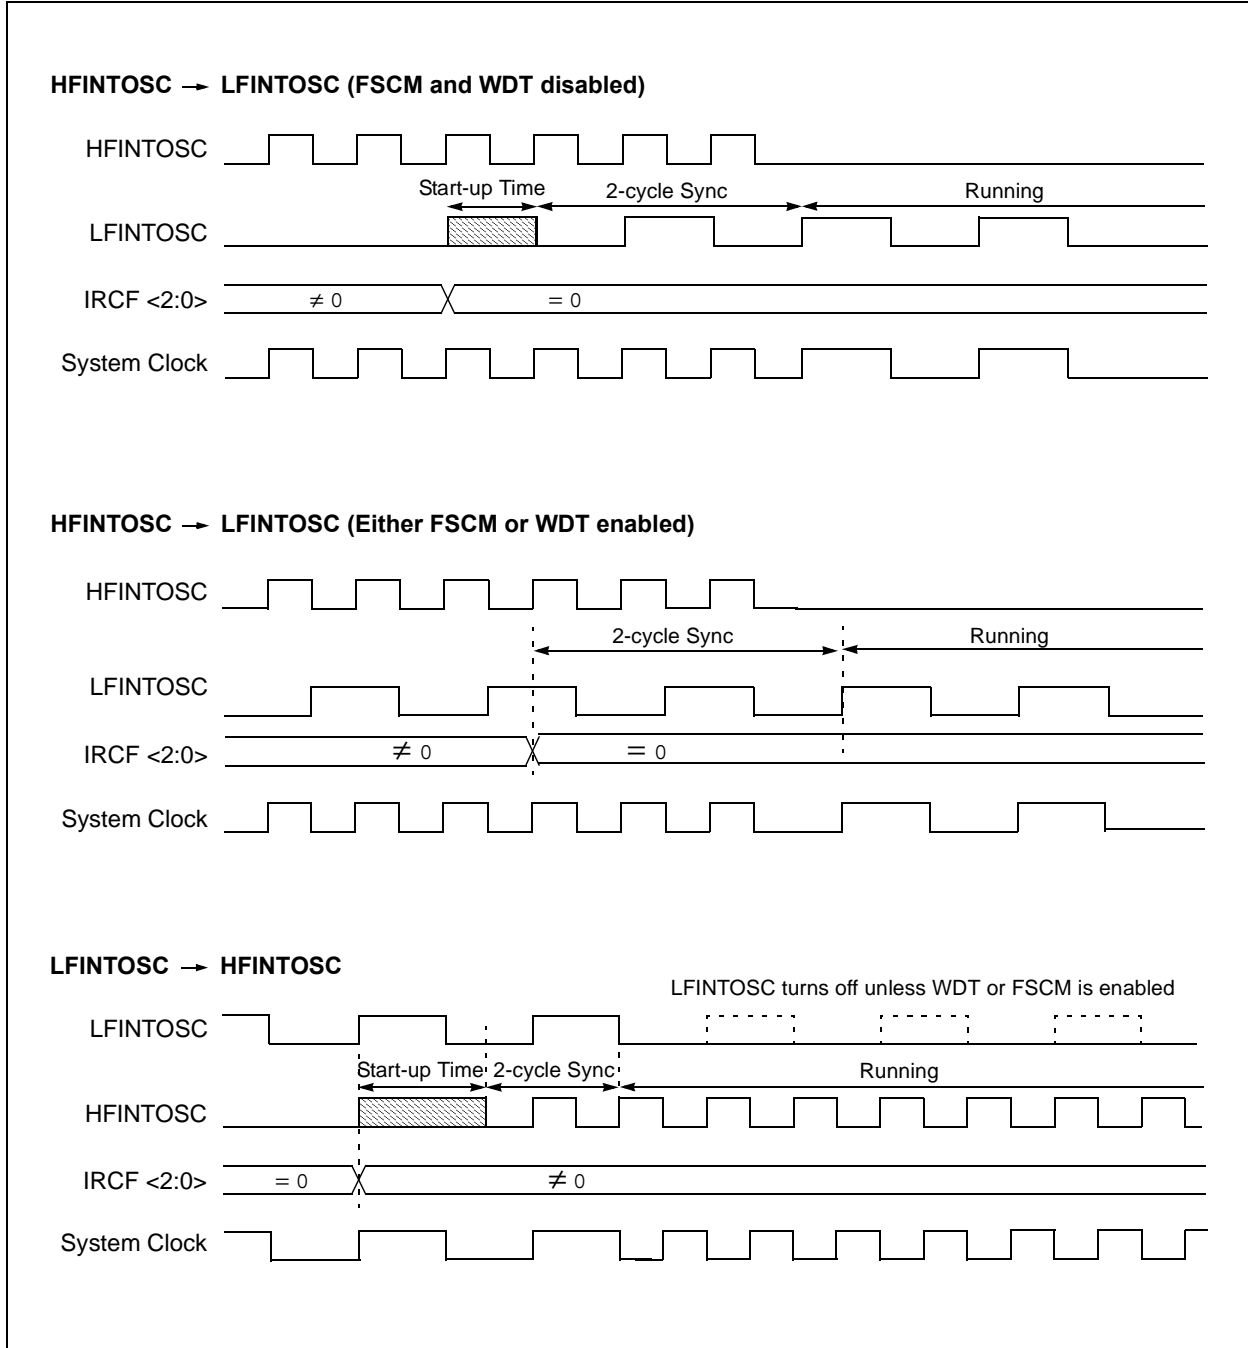 HFINTOSC → LFINTOSC (FSCM and WDT disabled)
HFINTOSC
Start-up Time 2-cycle Sync Running
LFINTOSC
IRCF <2:0> ≠ 0 = 0
System Clock
HFINTOSC → LFINTOSC (Either FSCM or WDT enabled)
HFINTOSC
2-cycle Sync Running
LFINTOSC
IRCF <2:0> ≠ 0 = 0
System Clock
LFINTOSC → HFINTOSC
LFINTOSC turns off unless WDT or FSCM is enabled
LFINTOSC
Start-up Time 2-cycle Sync Running
HFINTOSC
IRCF <2:0> = 0 ≠ 0
System Clock